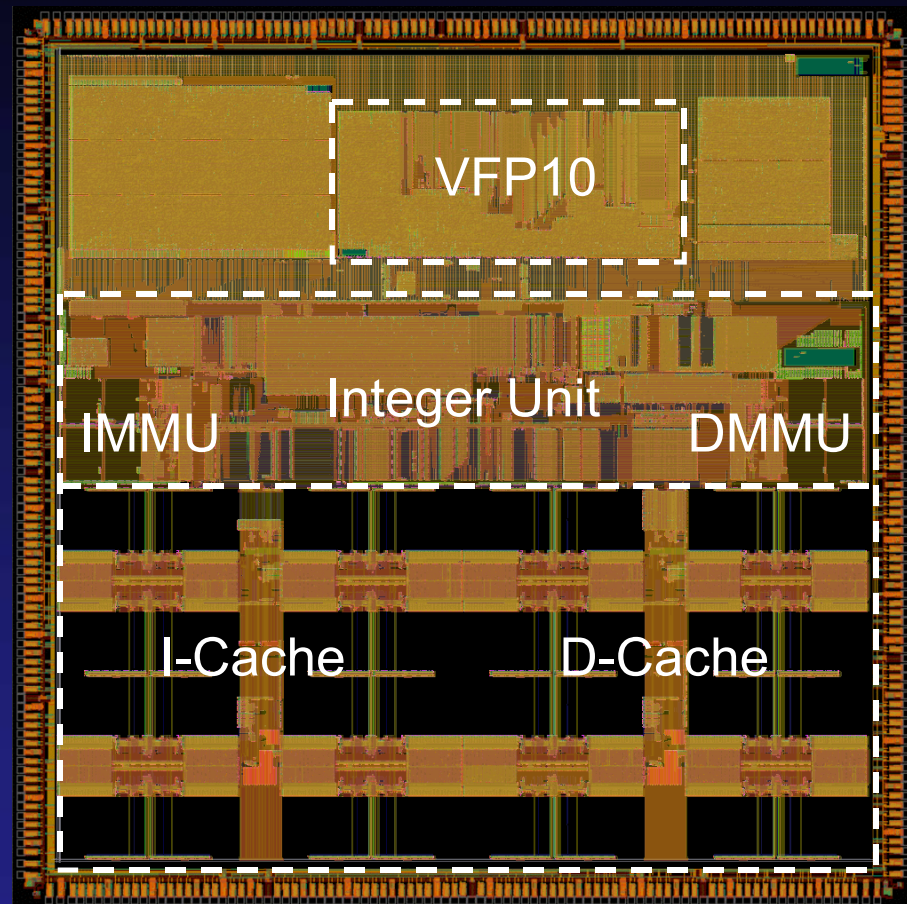 VFP10
Integer Unit
IMMU
DMMU
I-Cache
D-Cache